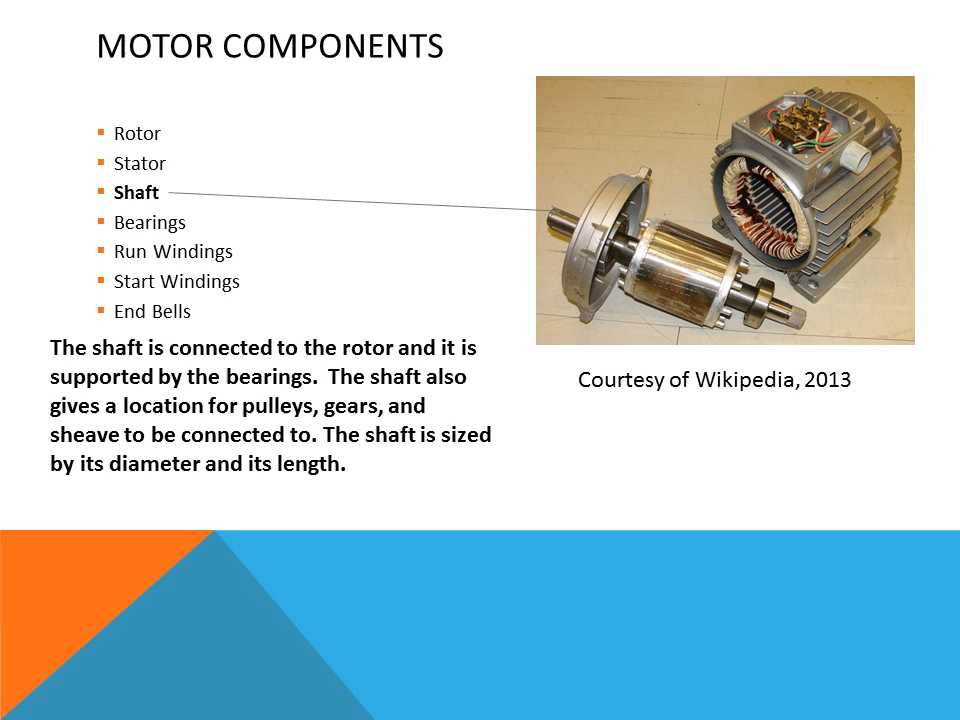 MOTOR COMPONENTS
Rotor
Stator
Shaft
Bearings
Run Windings
Start Windings
End Bells
The shaft is connected to the rotor and it is
supported by the bearings.  The shaft also
gives a location for pulleys, gears, and
sheave to be connected to. The shaft is sized
by its diameter and its length.
Courtesy of Wikipedia, 2013